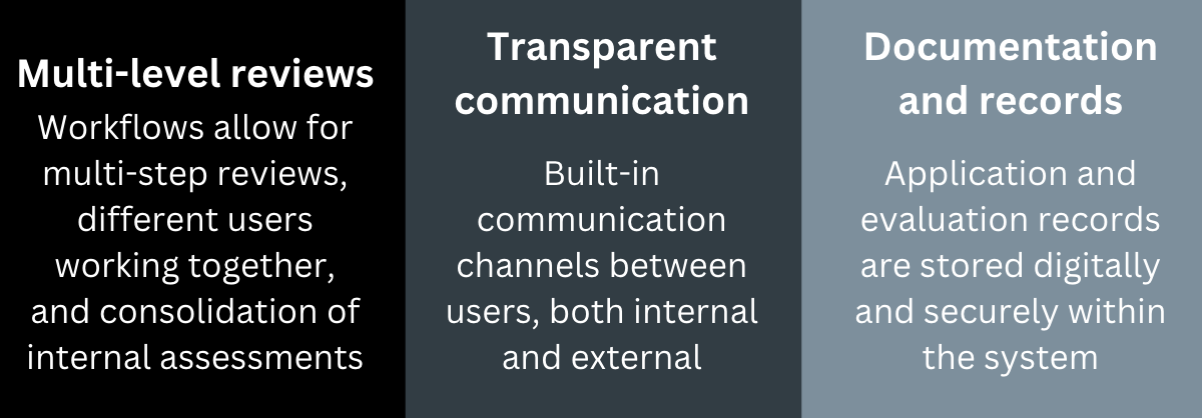 Multi-level reviews
Workflows allow for
multi-step reviews,
different users
working together,
and consolidation of
internal assessments
Transparent
communication
Built-in
communication
channels between
users, both internal
and external
Documentation
and records
Application and
evaluation records
are stored digitally
and securely within
the system